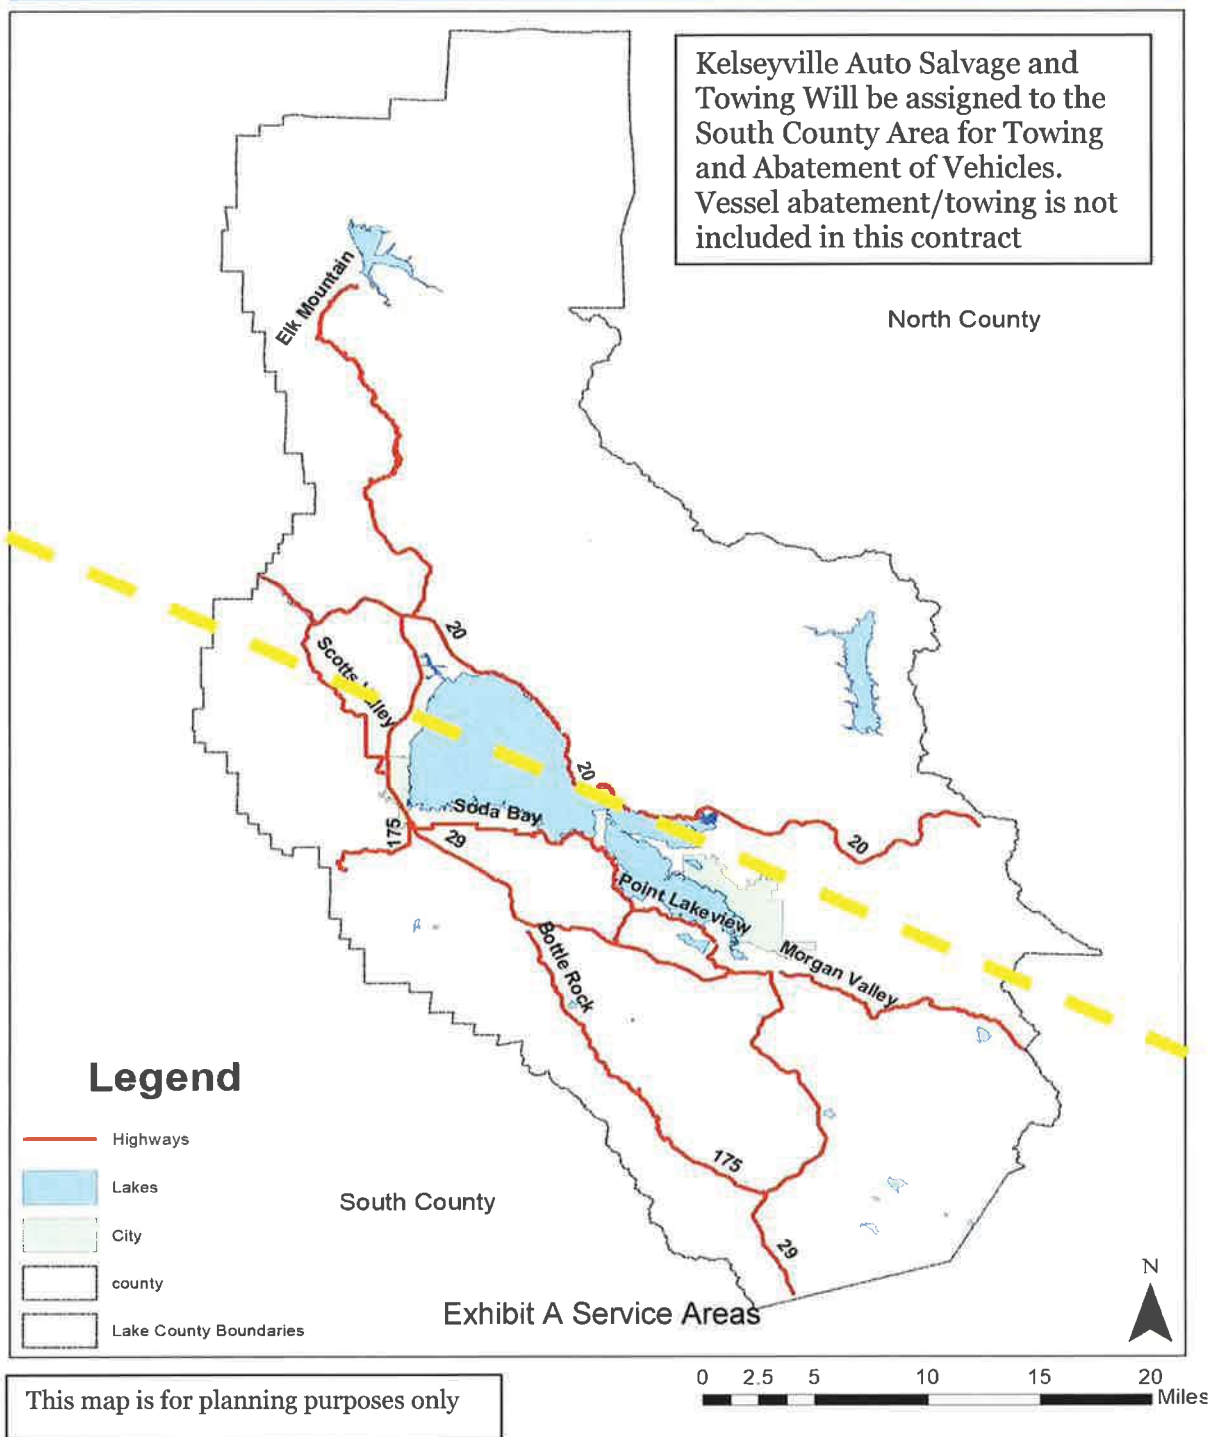 Kelseyville Auto Salvage and
Towing Will be assigned to the
South County Area for Towing
and Abatement of Vehicles.
Vessel abatement/towing is not
included in this contract
North County
Elk Mountain
20
Scotts Valley
20
Soda Bay
175
29
20
Point Lakeview
Bottle Rock
Morgan Valley
Legend
Highways
Lakes
City
county
Lake County Boundaries
175
South County
29
N
Exhibit A Service Areas
0 2.5 5 10 15 20
Miles
This map is for planning purposes only